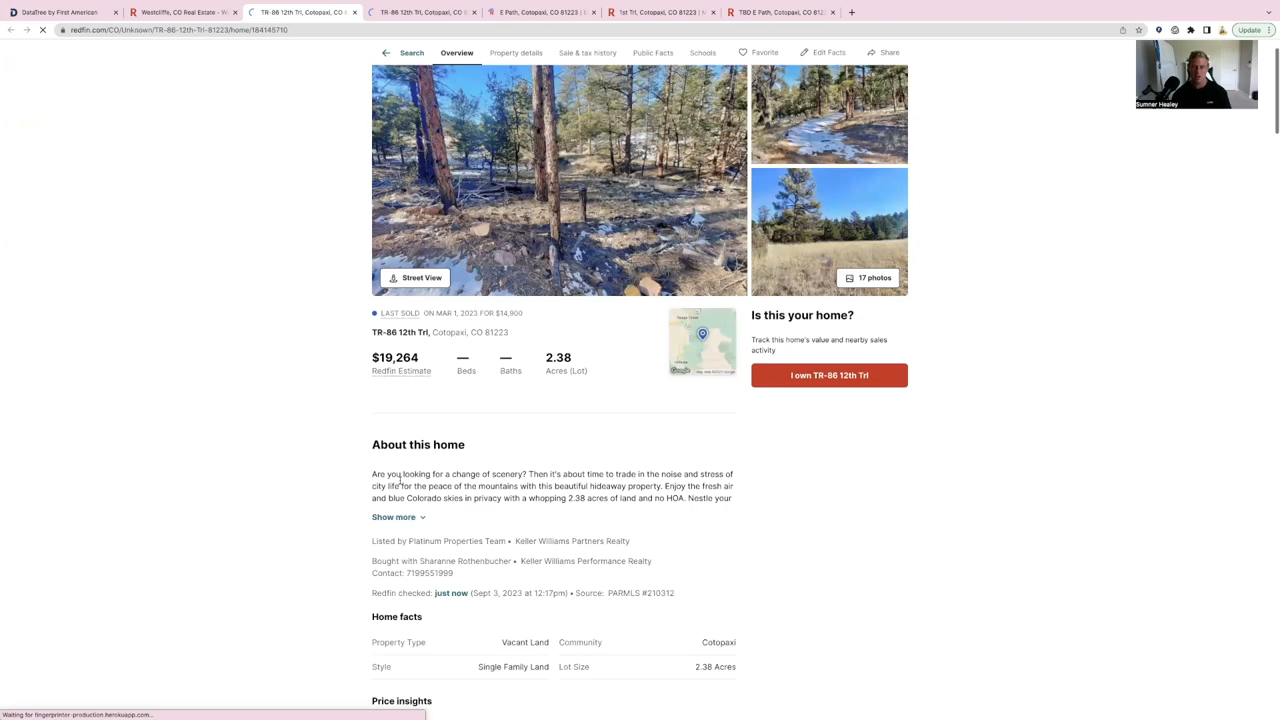 DataTree by First American
Westcliffe, CO Real Estate - W
TR-86 12th Trl, Cotopaxi, CO 8
TR-86 12th Trl, Cotopaxi, CO 8
E Path, Cotopaxi, CO 81223 |
1st Trl, Cotopaxi, CO 81223 |
TBD E Path, Cotopaxi, CO 8122
redfin.com/CO/Unknown/TR-86-12th-Trl-81223/home/184145710
Update
Search
Overview
Property details
Sale & tax history
Public Facts
Schools
Favorite
Edit Facts
Share
Sumner Healey
Street View
17 photos
LAST SOLD ON MAR 1, 2023 FOR $14,900
TR-86 12th Trl, Cotopaxi, CO 81223
$19,264
Redfin Estimate
— Beds
— Baths
2.38
Acres (Lot)
Google
Is this your home?
Track this home's value and nearby sales
activity
I own TR-86 12th Trl
About this home
Are you looking for a change of scenery? Then it's about time to trade in the noise and stress of
city life for the peace of the mountains with this beautiful hideaway property. Enjoy the fresh air
and blue Colorado skies in privacy with a whopping 2.38 acres of land and no HOA. Nestle your
Show more
Listed by Platinum Properties Team • Keller Williams Partners Realty
Bought with Sharanne Rothenbucher • Keller Williams Performance Realty
Contact: 7199551999
Redfin checked: just now (Sept 3, 2023 at 12:17pm) • Source: PARMLS #210312
Home facts
Property Type Vacant Land
Community Cotopaxi
Style Single Family Land
Lot Size 2.38 Acres
Price insights
Waiting for fingerprinter-production.herokuapp.com...